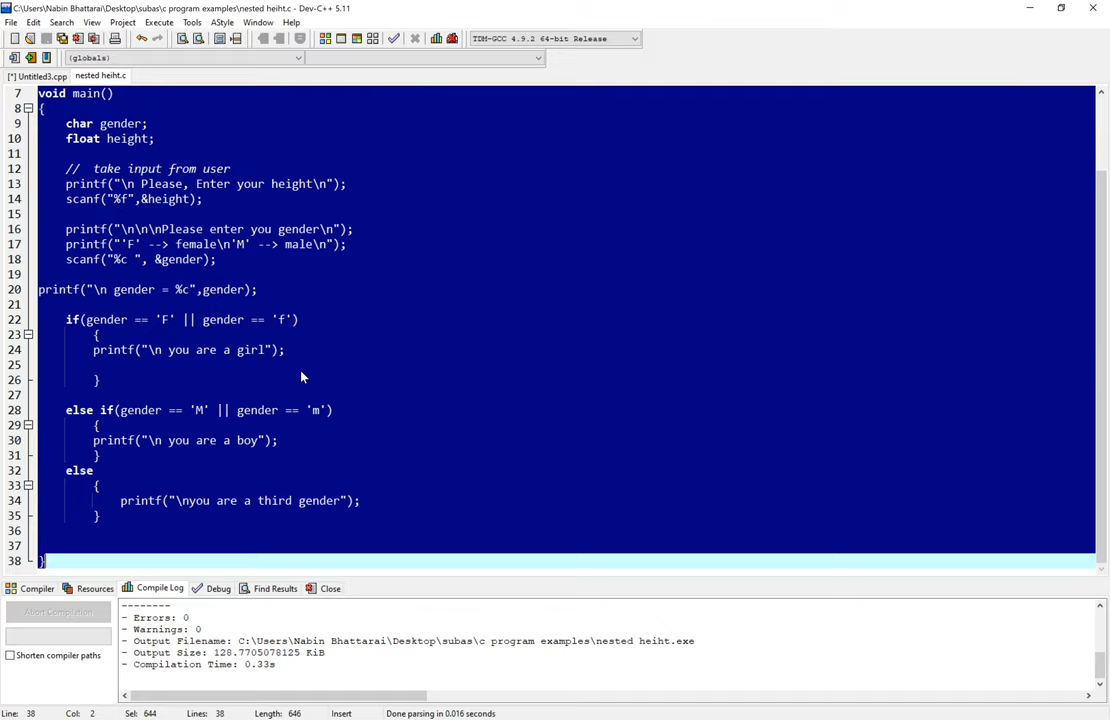 C:\Users\Nabin Bhattarai\Desktop\subas\c program examples\nested heiht.c - Dev-C++ 5.11
File Edit Search View Project Execute Tools AStyle Window Help
TDM-GCC 4.9.2 64-bit Release
(globals)
[*] Untitled3.cpp nested heiht.c
7 void main()
8 {
9 char gender;
10 float height;
11
12 // take input from user
13 printf("\n Please, Enter your height\n");
14 scanf("%f",&height);
15
16 printf("\n\n\nPlease enter you gender\n");
17 printf("'F' --> female\n'M' --> male\n");
18 scanf("%c ", &gender);
19
20 printf("\n gender = %c",gender);
21
22 if(gender == 'F' || gender == 'f')
23 {
24 printf("\n you are a girl");
25
26 }
27
28 else if(gender == 'M' || gender == 'm')
29 {
30 printf("\n you are a boy");
31 }
32 else
33 {
34 printf("\nyou are a third gender");
35 }
36
37
38 }
Compiler Resources Compile Log Debug Find Results Close
Abort Compilation
Shorten compiler paths
--------
- Errors: 0
- Warnings: 0
- Output Filename: C:\Users\Nabin Bhattarai\Desktop\subas\c program examples\nested heiht.exe
- Output Size: 128.7705078125 KiB
- Compilation Time: 0.33s
Line: 38 Col: 2 Sel: 644 Lines: 38 Length: 646 Insert Done parsing in 0.016 seconds